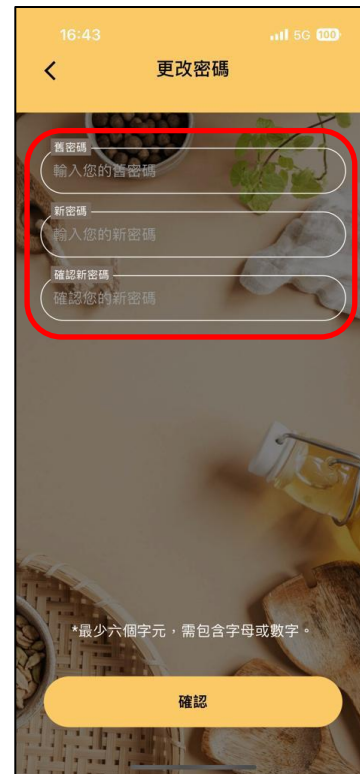 16:43
5G 100
更改密碼
舊密碼
輸入您的舊密碼
新密碼
輸入您的新密碼
確認新密碼
確認您的新密碼
*最少六個字元，需包含字母或數字。
確認